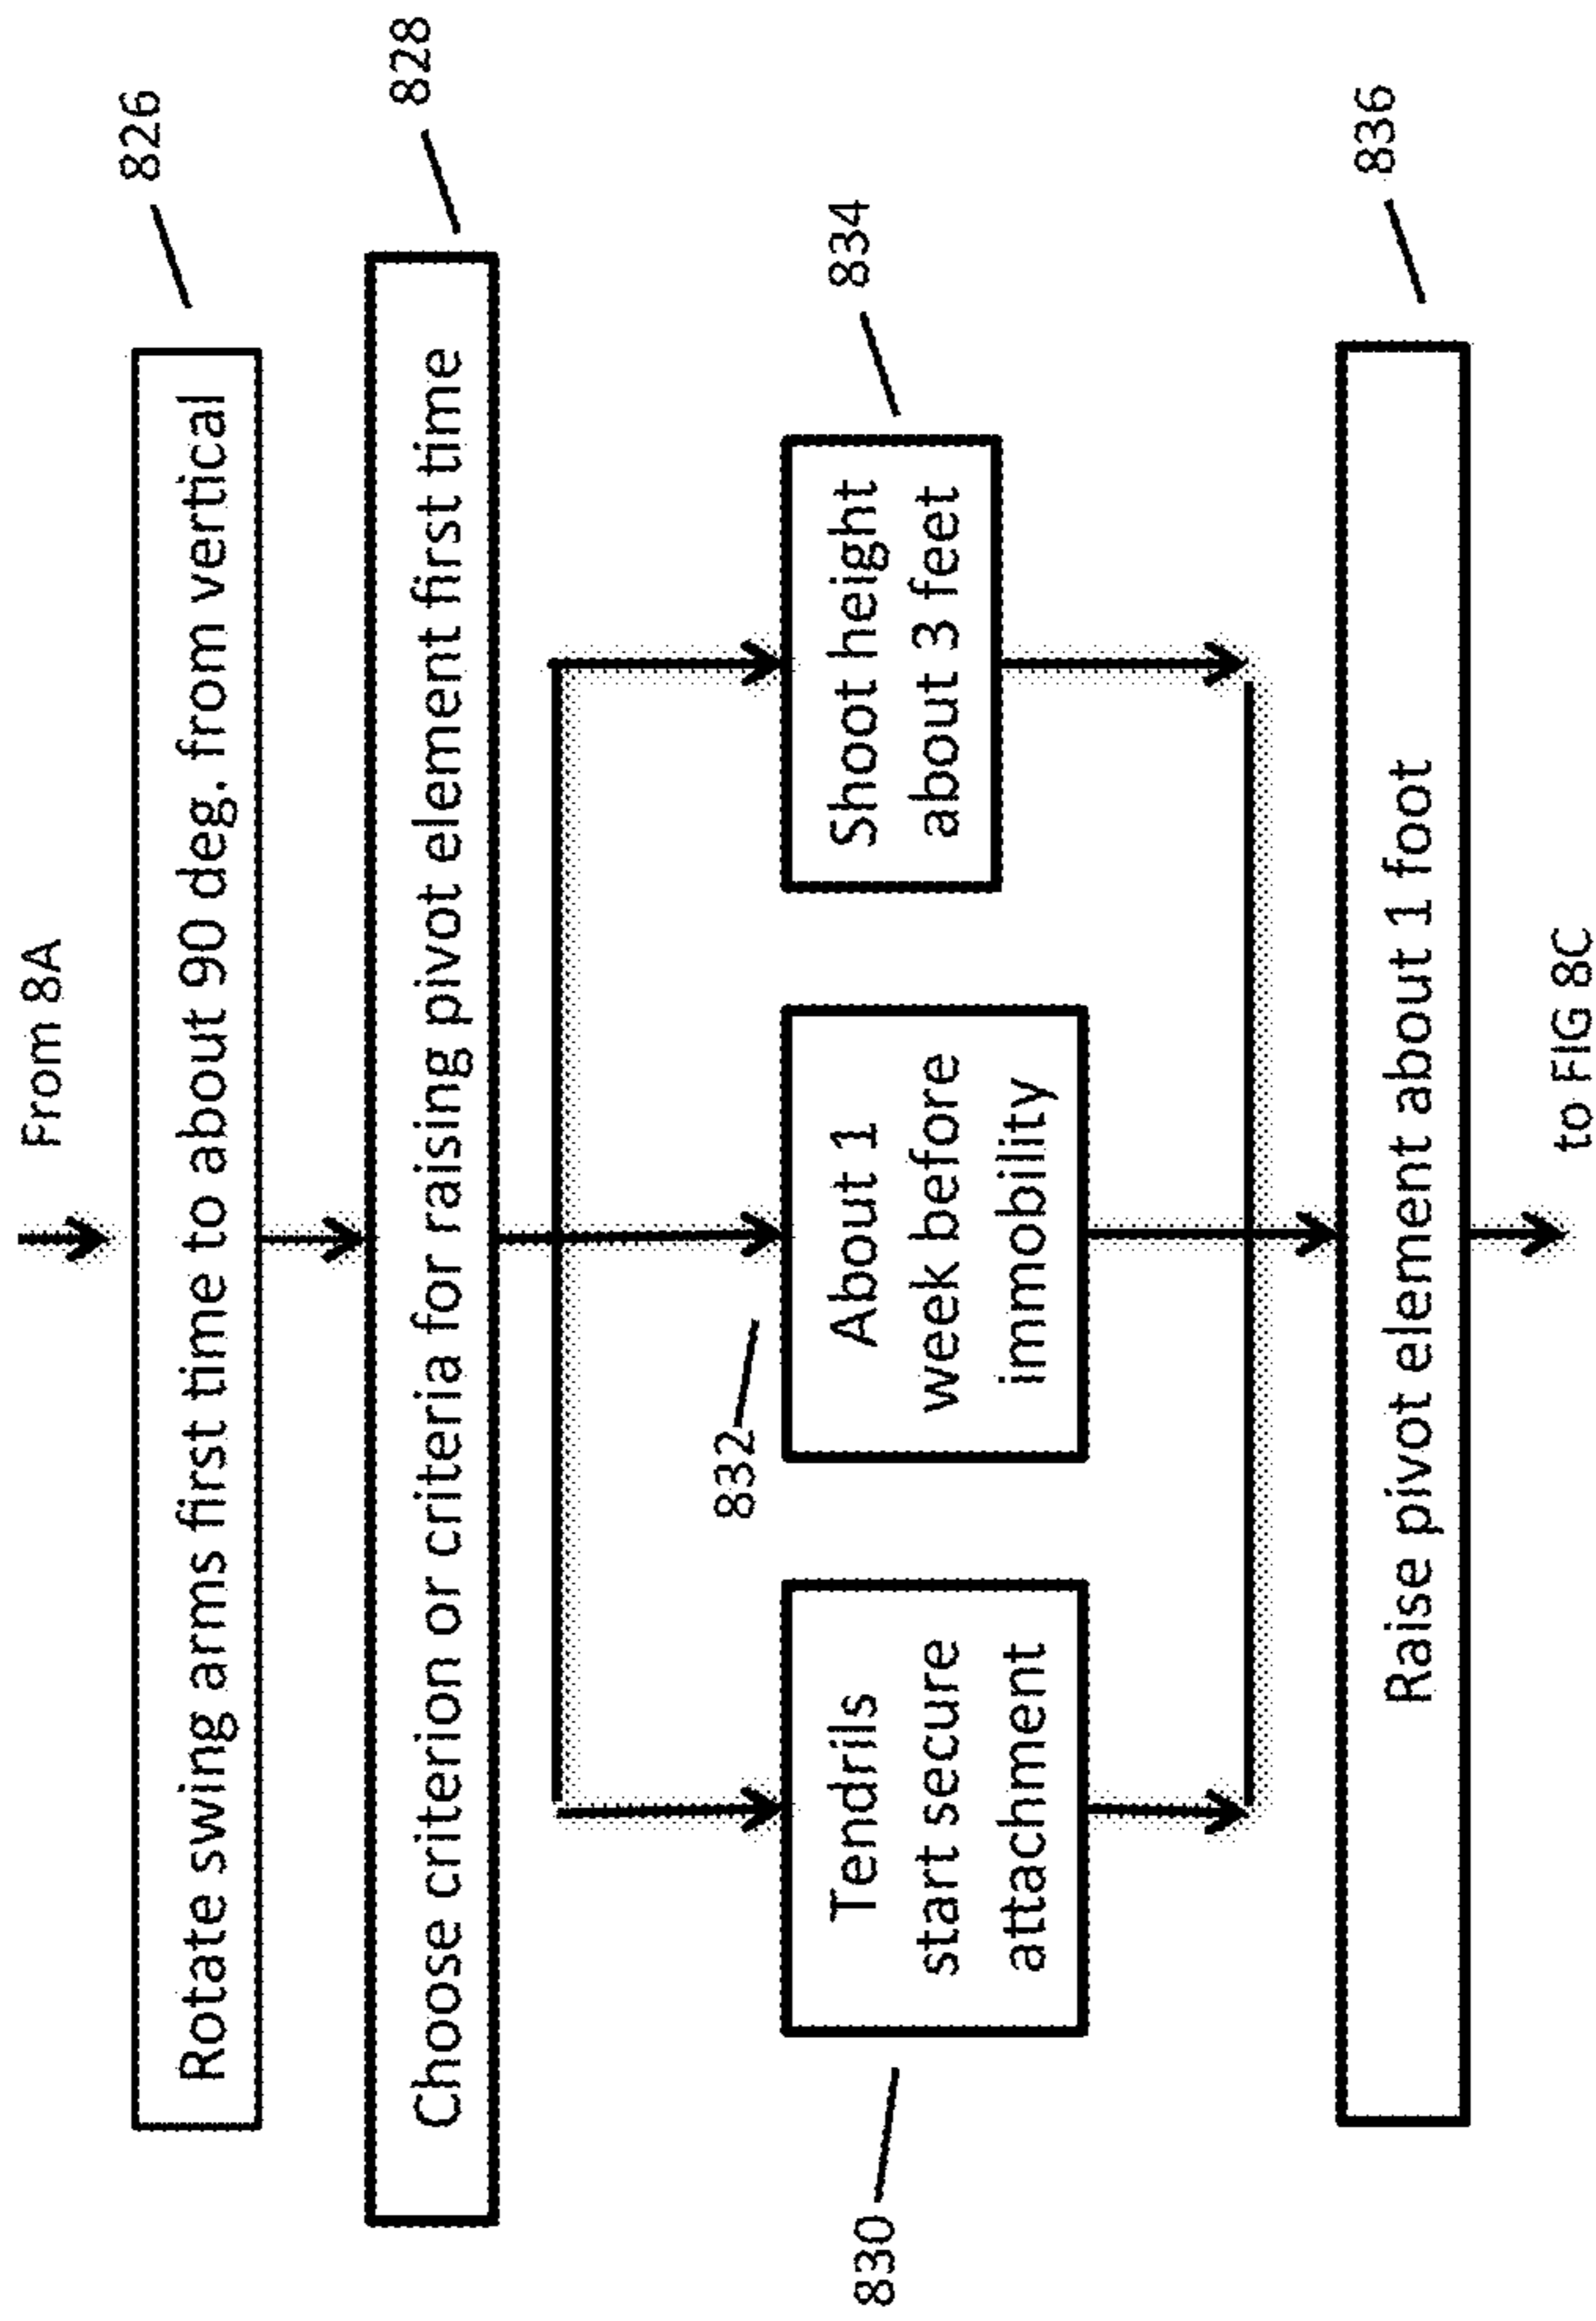 From 8A
826
Rotate swing arms first time to about 90 deg. from vertical
828
Choose criterion or criteria for raising pivot element first time
830
Tendrils
start secure
attachment
832
About 1
week before
immobility
834
Shoot height
about 3 feet
836
Raise pivot element about 1 foot
to FIG 8C